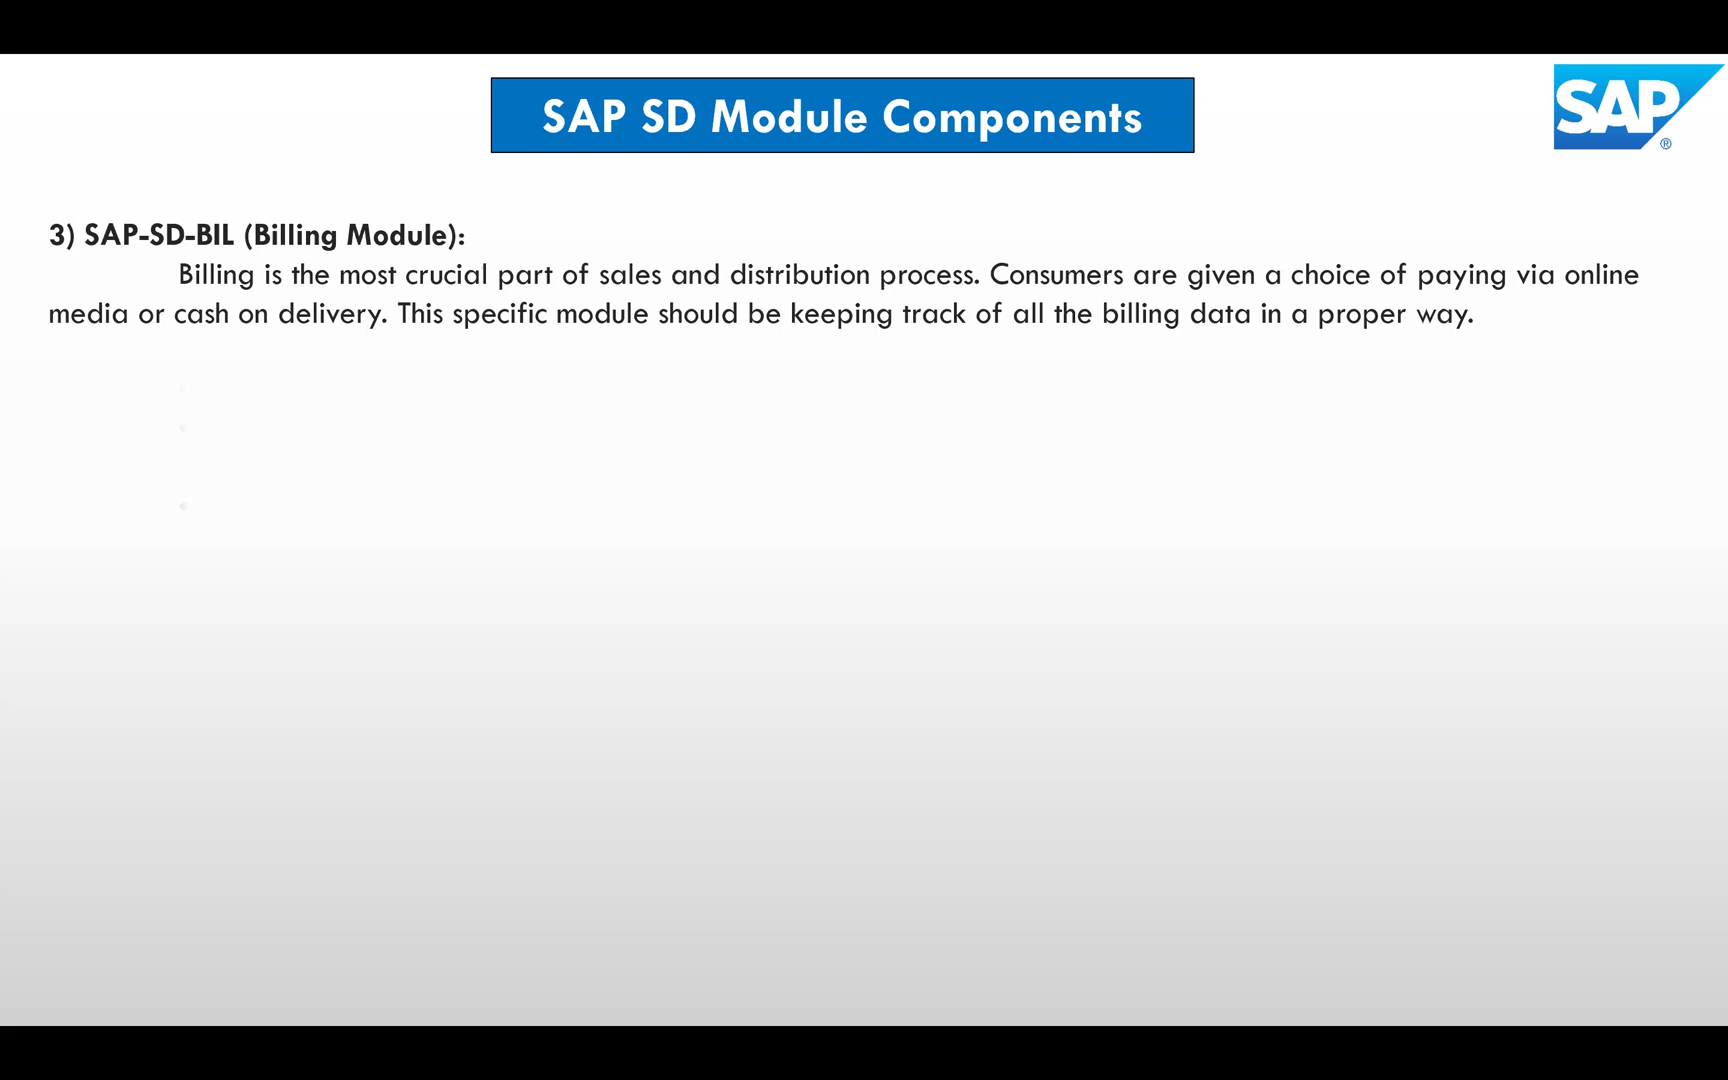 SAP SD Module Components
SAP
®
3) SAP-SD-BIL (Billing Module):
Billing is the most crucial part of sales and distribution process. Consumers are given a choice of paying via online
media or cash on delivery. This specific module should be keeping track of all the billing data in a proper way.